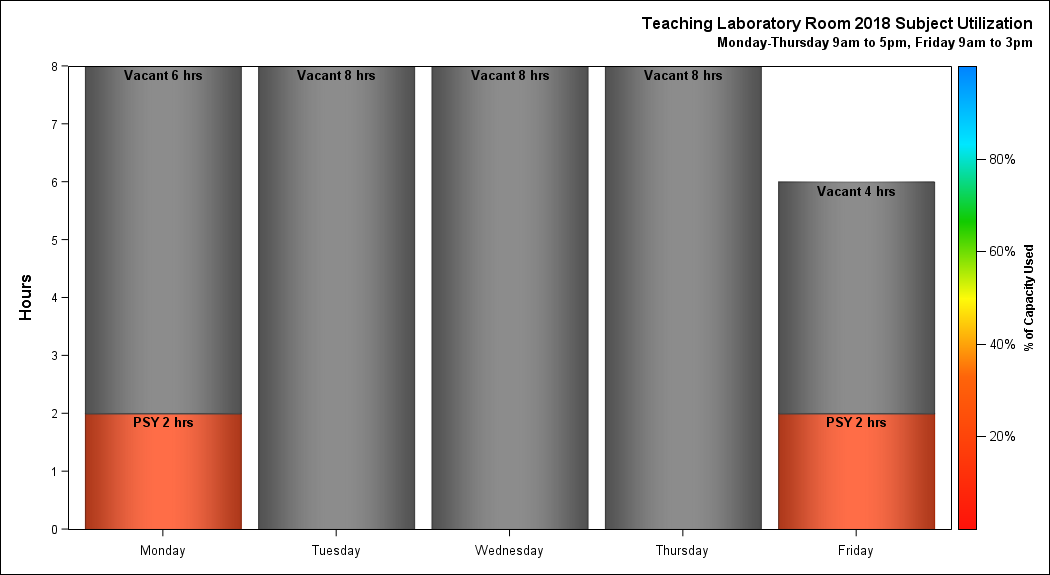 Teaching Laboratory Room 2018 Subject Utilization
Monday-Thursday 9am to 5pm, Friday 9am to 3pm
Hours
8
7
6
5
4
3
2
1
0
Vacant 6 hrs
Vacant 8 hrs
Vacant 8 hrs
Vacant 8 hrs
Vacant 4 hrs
PSY 2 hrs
PSY 2 hrs
Monday
Tuesday
Wednesday
Thursday
Friday
80%
60%
40%
20%
% of Capacity Used